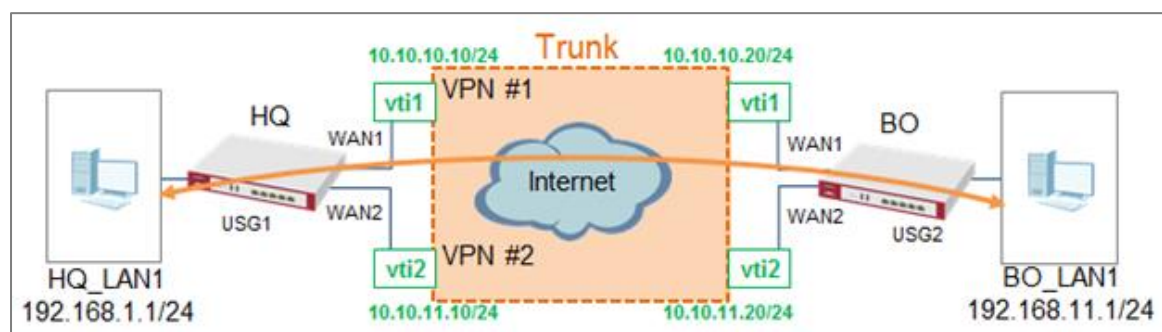 Trunk
10.10.10.10/24
10.10.10.20/24
vti1
VPN #1
vti1
HQ
WAN1
WAN1
BO
Internet
USG1
WAN2
WAN2
USG2
vti2
VPN #2
vti2
HQ_LAN1
192.168.1.1/24
10.10.11.10/24
10.10.11.20/24
BO_LAN1
192.168.11.1/24